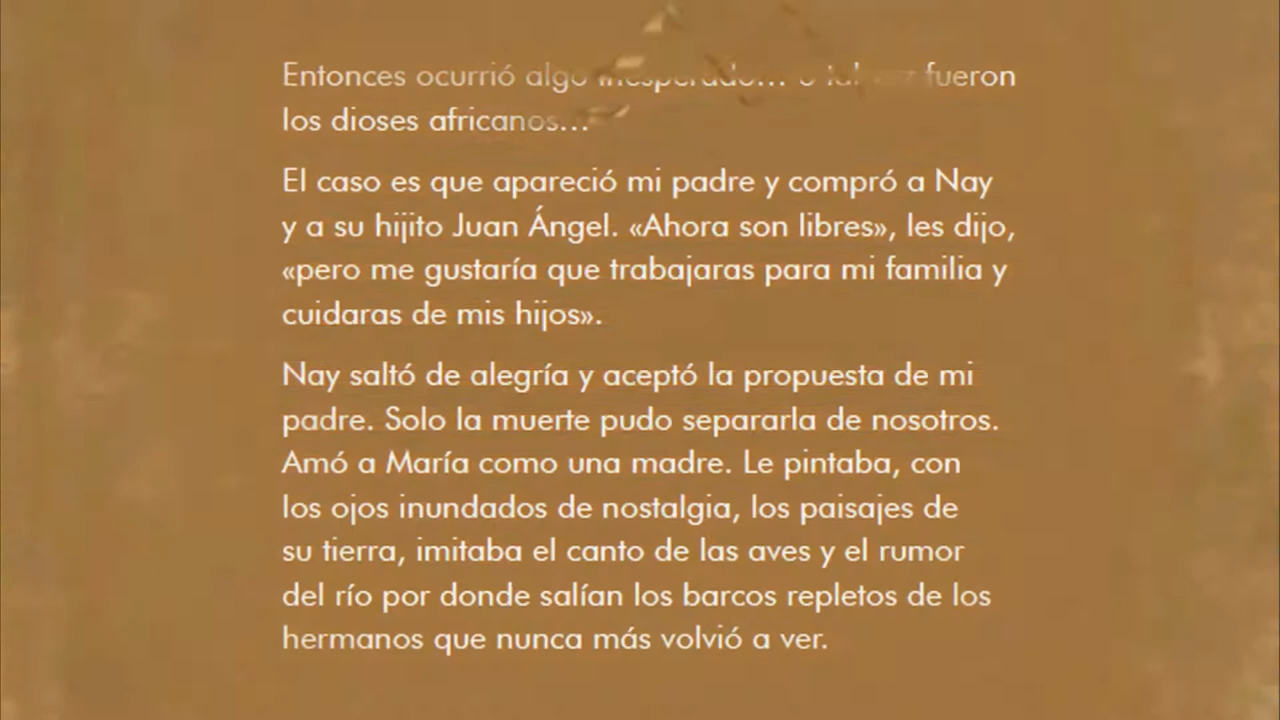 Entonces ocurrió algo inesperado... o tal vez fueron
los dioses africanos...
El caso es que apareció mi padre y compró a Nay
y a su hijito Juan Ángel. «Ahora son libres», les dijo,
«pero me gustaría que trabajaras para mi familia y
cuidaras de mis hijos».
Nay saltó de alegría y aceptó la propuesta de mi
padre. Solo la muerte pudo separarla de nosotros.
Amó a María como una madre. Le pintaba, con
los ojos inundados de nostalgia, los paisajes de
su tierra, imitaba el canto de las aves y el rumor
del río por donde salían los barcos repletos de los
hermanos que nunca más volvió a ver.